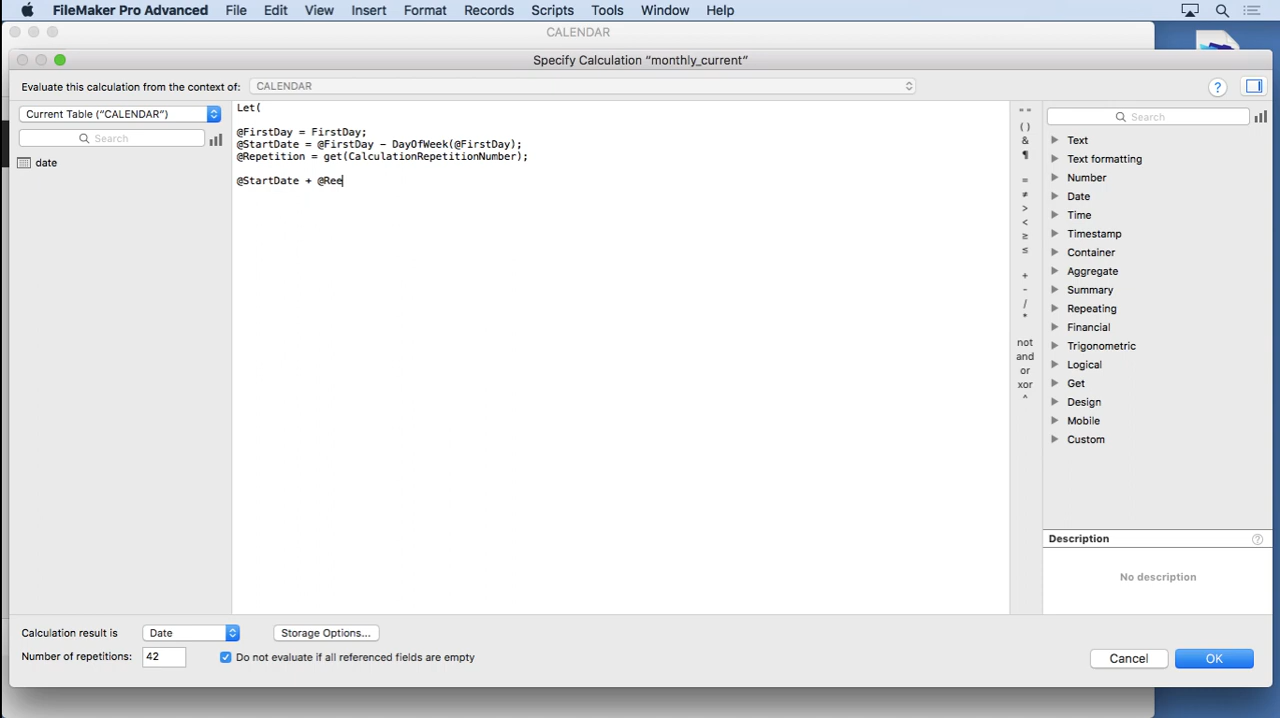 FileMaker Pro Advanced File Edit View Insert Format Records Scripts Tools Window Help
CALENDAR
Specify Calculation “monthly_current”
Evaluate this calculation from the context of: CALENDAR ?
Current Table (“CALENDAR”)
Search
date
Let(
@FirstDay = FirstDay;
@StartDate = @FirstDay - DayOfWeek(@FirstDay);
@Repetition = get(CalculationRepetitionNumber);
@StartDate + @Ree
" "
( )
&
¶
=
≠
>
<
≥
≤
+
-
/
*
not
and
or
xor
^
Search
Text
Text formatting
Number
Date
Time
Timestamp
Container
Aggregate
Summary
Repeating
Financial
Trigonometric
Logical
Get
Design
Mobile
Custom
Description ?
No description
Calculation result is Date Storage Options...
Number of repetitions: 42 Do not evaluate if all referenced fields are empty
Cancel OK